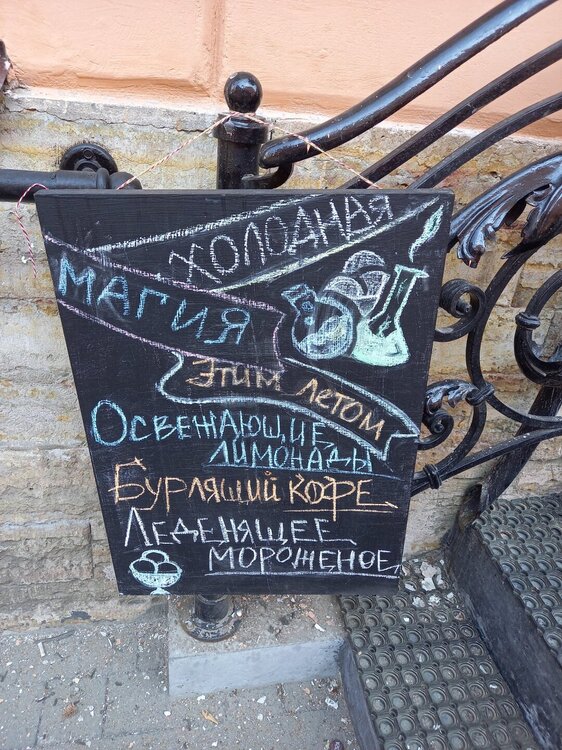 ХОЛОДНАЯ
МАГИЯ
ЭТИМ ЛЕТОМ
ОСВЕЖАЮЩИЕ
ЛИМОНАДЫ
БУРЛЯЩИЙ КОФЕ
ЛЕДЕНЯЩЕЕ
МОРОЖЕНОЕ